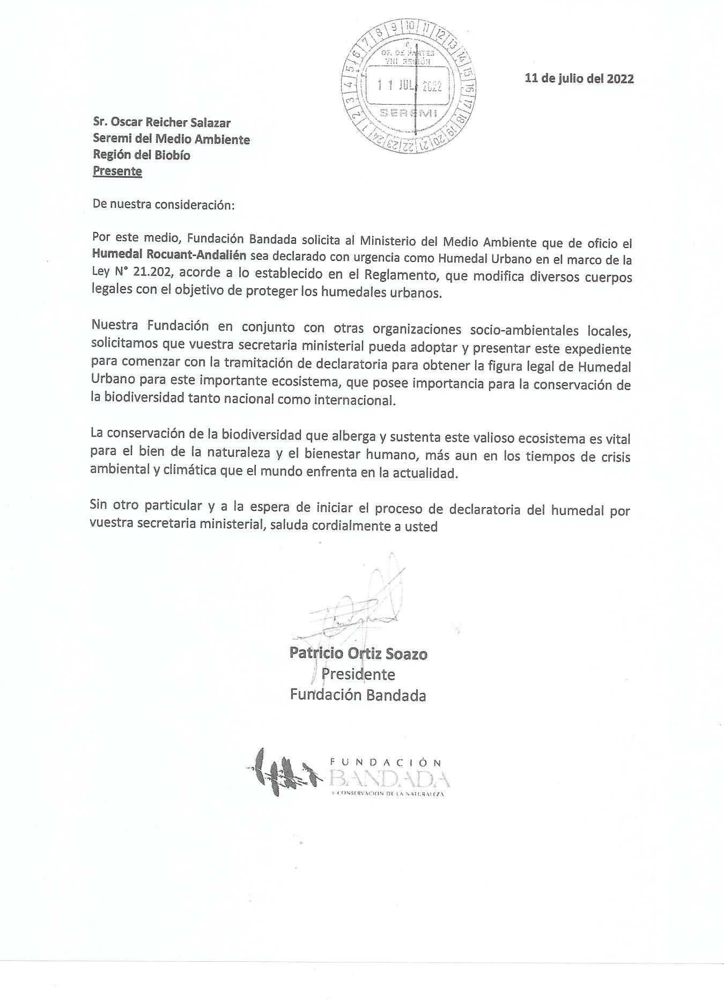 5 6 7 8 9 10 11 12 13 14 15 16 17 18 19 20 21 22 23 24 1 2 3 4
OF. DE PARTES
VIII REGIÓN
11 JUL 2022
SEREMI
11 de julio del 2022
Sr. Oscar Reicher Salazar
Seremi del Medio Ambiente
Región del Biobío
Presente
De nuestra consideración:
Por este medio, Fundación Bandada solicita al Ministerio del Medio Ambiente que de oficio el
Humedal Rocuant-Andalién sea declarado con urgencia como Humedal Urbano en el marco de la
Ley N° 21.202, acorde a lo establecido en el Reglamento, que modifica diversos cuerpos
legales con el objetivo de proteger los humedales urbanos.
Nuestra Fundación en conjunto con otras organizaciones socio-ambientales locales,
solicitamos que vuestra secretaria ministerial pueda adoptar y presentar este expediente
para comenzar con la tramitación de declaratoria para obtener la figura legal de Humedal
Urbano para este importante ecosistema, que posee importancia para la conservación de
la biodiversidad tanto nacional como internacional.
La conservación de la biodiversidad que alberga y sustenta este valioso ecosistema es vital
para el bien de la naturaleza y el bienestar humano, más aun en los tiempos de crisis
ambiental y climática que el mundo enfrenta en la actualidad.
Sin otro particular y a la espera de iniciar el proceso de declaratoria del humedal por
vuestra secretaria ministerial, saluda cordialmente a usted
Patricio Ortiz Soazo
Presidente
Fundación Bandada
FUNDACIÓN
BANDADA
CONSERVACION DE LA NATURALEZA